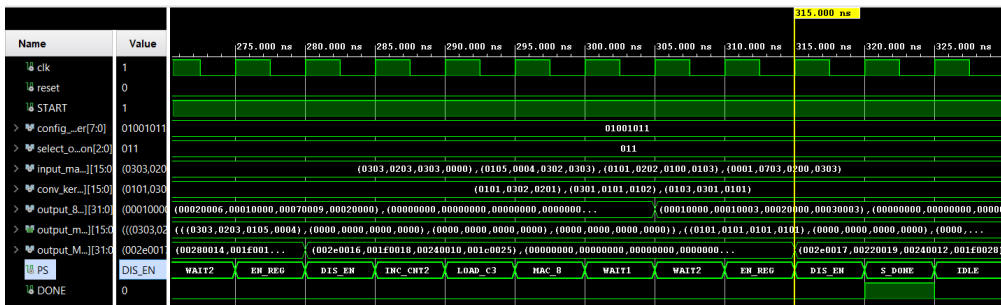 315.000 ns
Name Value 275.000 ns 280.000 ns 285.000 ns 290.000 ns 295.000 ns 300.000 ns 305.000 ns 310.000 ns 315.000 ns 320.000 ns 325.000 ns
clk 1
reset 0
START 1
config_...er[7:0] 01001011 01001011
select_o...on[2:0] 011 011
input_ma...][15:0 (0303,020 (0303,0203,0303,0000),(0105,0004,0302,0303),(0101,0202,0100,0103),(0001,0703,0200,0303)
conv_ker...][15:0] (0101,030 (0101,0302,0201),(0301,0101,0102),(0103,0301,0101)
output_8...][31:0] (0001000 (00020006,00010000,00070009,00020000),(00000000,00000000,00000000,0000000... (00010000,00010003,00020000,00030003),(00000000,00000000,00000
output_m...][15:0 (((0303,02 (((0303,0203,0105,0004),(0000,0000,0000,0000),(0000,0000,0000,0000),(0000,0000,0000,0000)),((0101,0101,0101,0101),(0000,0000,0000,0000),(0000,...
output_M...][31:0 (002e001 (00280014,001f001... (002e0016,001f0018,00240010,001c0025),(00000000,00000000,00000000,0000000... (002e0017,00220019,00240012,001f0028)
PS DIS_EN WAIT2 EN_REG DIS_EN INC_CNT2 LOAD_C3 MAC_8 WAIT1 WAIT2 EN_REG DIS_EN S_DONE IDLE
DONE 0